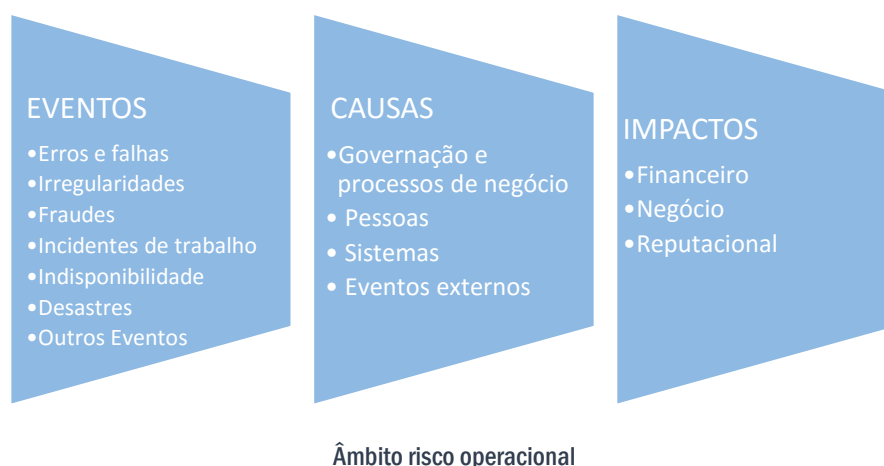 EVENTOS
•Erros e falhas
•Irregularidades
•Fraudes
•Incidentes de trabalho
•Indisponibilidade
•Desastres
•Outros Eventos
CAUSAS
•Governação e
processos de negócio
• Pessoas
• Sistemas
• Eventos externos
IMPACTOS
•Financeiro
•Negócio
•Reputacional
Âmbito risco operacional